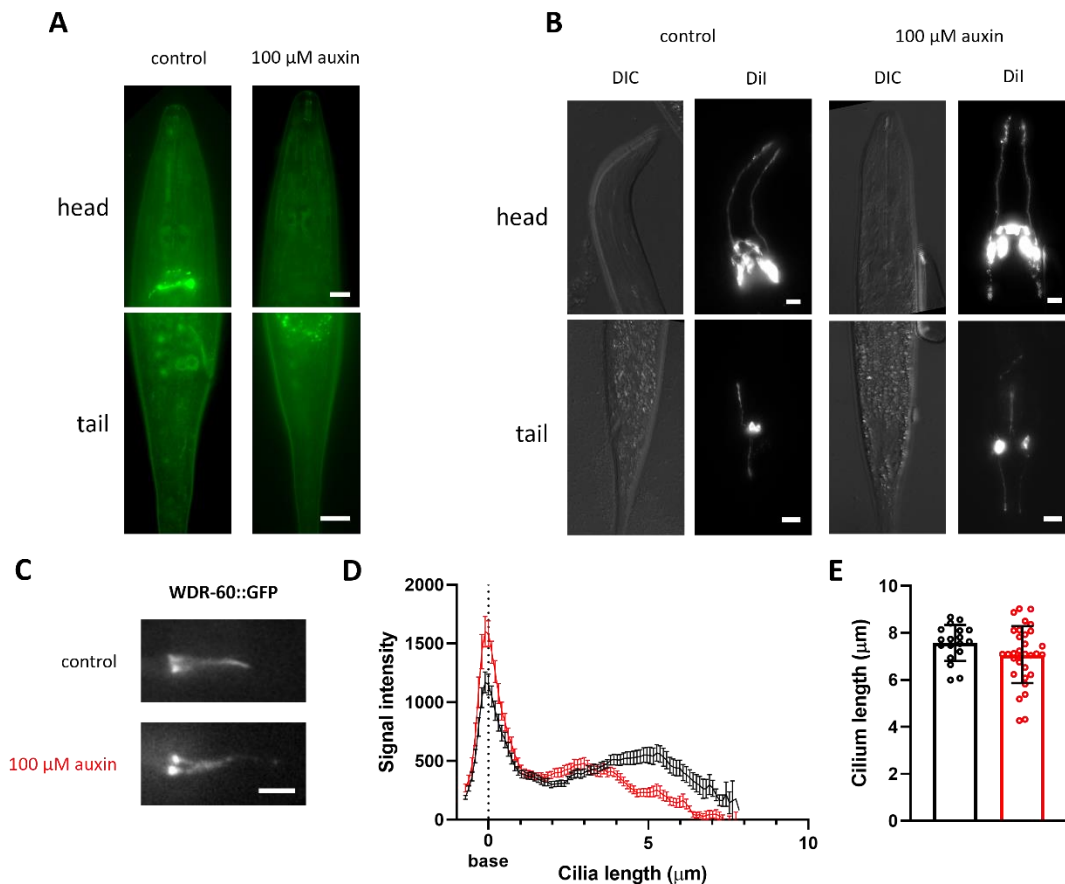 A
control
100 µM auxin
head
tail
B
control
100 µM auxin
DIC
DiI
DIC
DiI
head
tail
C
WDR-60::GFP
control
100 µM auxin
D
2000
1500
1000
500
0
Signal intensity
0
5
10
base
Cilia length (µm)
E
10
8
6
4
2
0
Cilium length (µm)